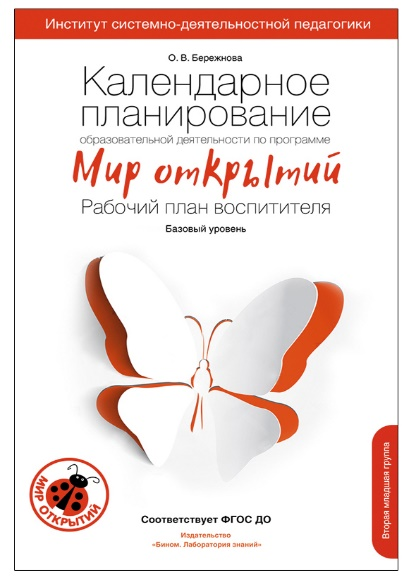 Институт системно-деятельностной педагогики
О. В. Бережнова
Календарное
планирование
образовательной деятельности по программе
Мир открытий
Рабочий план воспитителя
Базовый уровень
Вторая младшая группа
МИР ОТКРЫТИЙ
Соответствует ФГОС ДО
Издательство
«Бином. Лаборатория знаний»